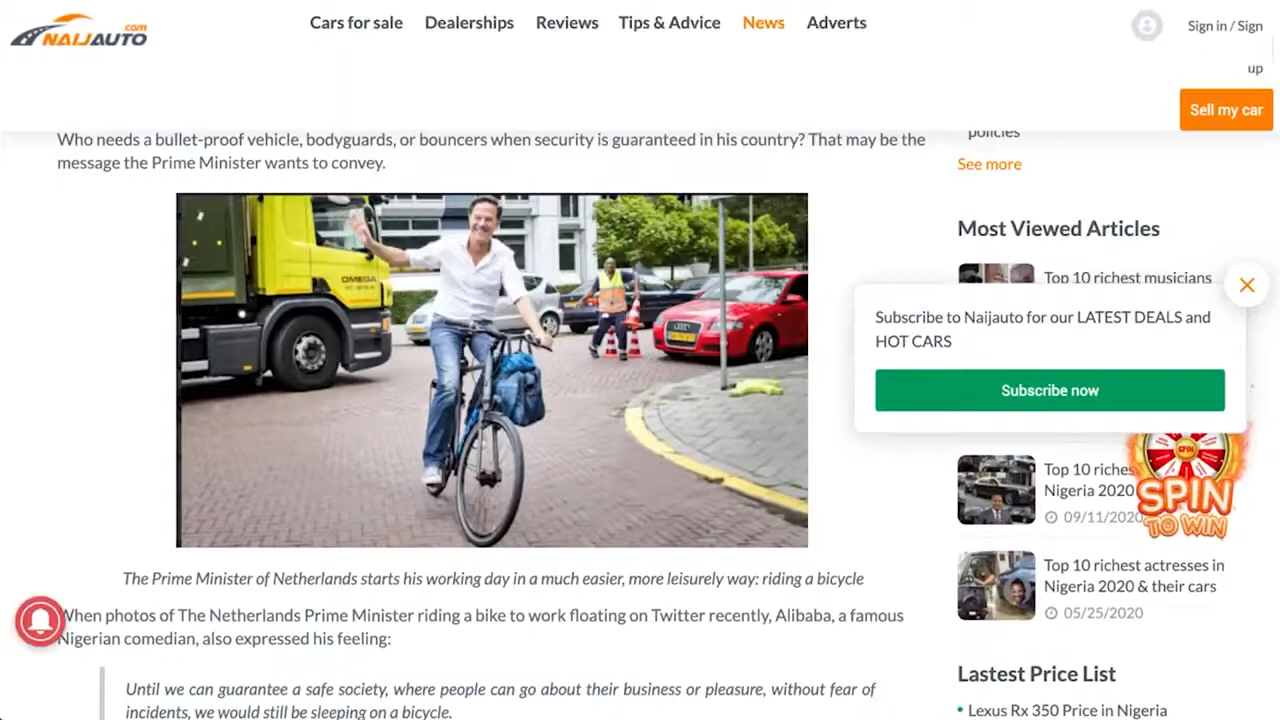 .com
NAIJAUTO
Cars for sale
Dealerships
Reviews
Tips & Advice
News
Adverts
Sign in / Sign
up
Sell my car
Who needs a bullet-proof vehicle, bodyguards, or bouncers when security is guaranteed in his country? That may be the
message the Prime Minister wants to convey.
OMEGA
The Prime Minister of Netherlands starts his working day in a much easier, more leisurely way: riding a bicycle
When photos of The Netherlands Prime Minister riding a bike to work floating on Twitter recently, Alibaba, a famous
Nigerian comedian, also expressed his feeling:
Until we can guarantee a safe society, where people can go about their business or pleasure, without fear of
incidents, we would still be sleeping on a bicycle.
policies
See more
Most Viewed Articles
Top 10 richest musicians
Subscribe to Naijauto for our LATEST DEALS and
HOT CARS
Subscribe now
Top 10 riches
Nigeria 2020
09/11/2020
SPIN
SPIN
TO WIN
Top 10 richest actresses in
Nigeria 2020 & their cars
05/25/2020
Lastest Price List
• Lexus Rx 350 Price in Nigeria